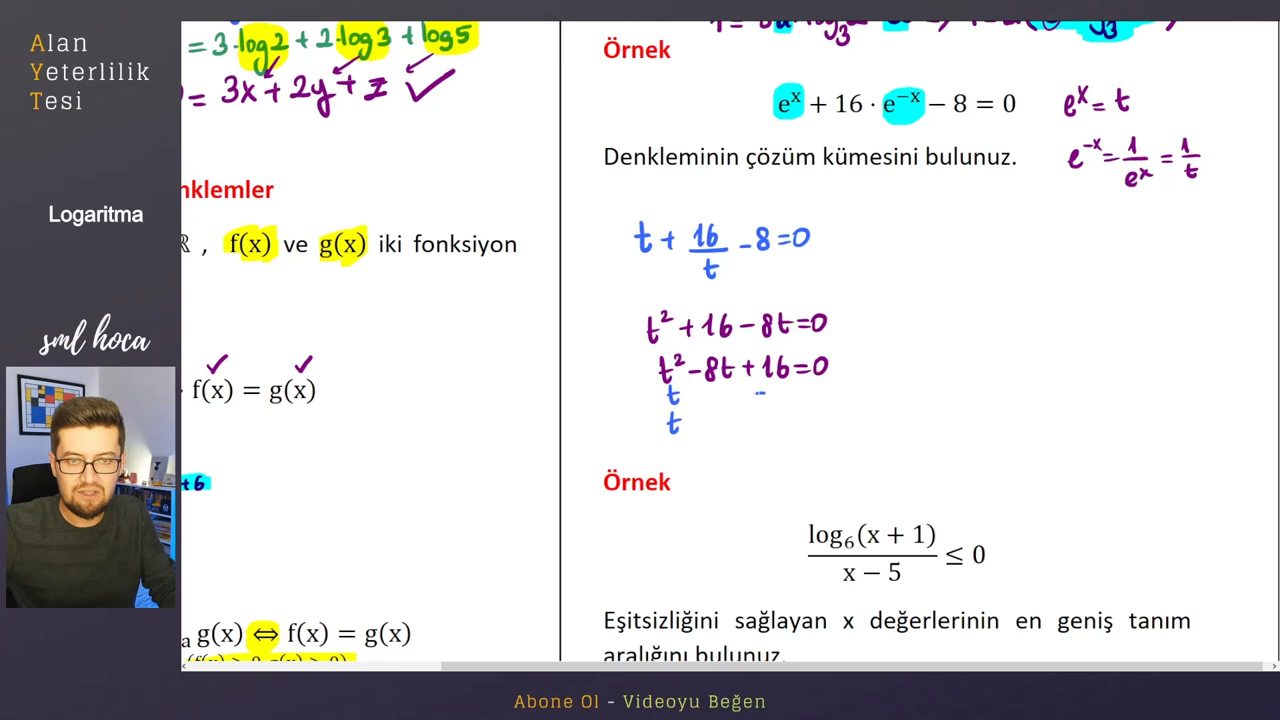 Alan
Yeterlilik
Tesi
Logaritma
sml hoca
= 3·log2 + 2·log3 + log5
= 3x + 2y + z ✓
nklemler
ℝ , f(x) ve g(x) iki fonksiyon
f(x) = g(x)
+6
g(x) ⇔ f(x) = g(x)
Örnek
eˣ + 16 · e⁻ˣ − 8 = 0
eˣ = t
e⁻ˣ = 1/eˣ = 1/t
Denkleminin çözüm kümesini bulunuz.
t + 16/t - 8 = 0
t² + 16 - 8t = 0
t² - 8t + 16 = 0
t
t
Örnek
log₆(x + 1)
x − 5
≤ 0
Eşitsizliğini sağlayan x değerlerinin en geniş tanım
aralığını bulunuz.
Abone Ol - Videoyu Beğen